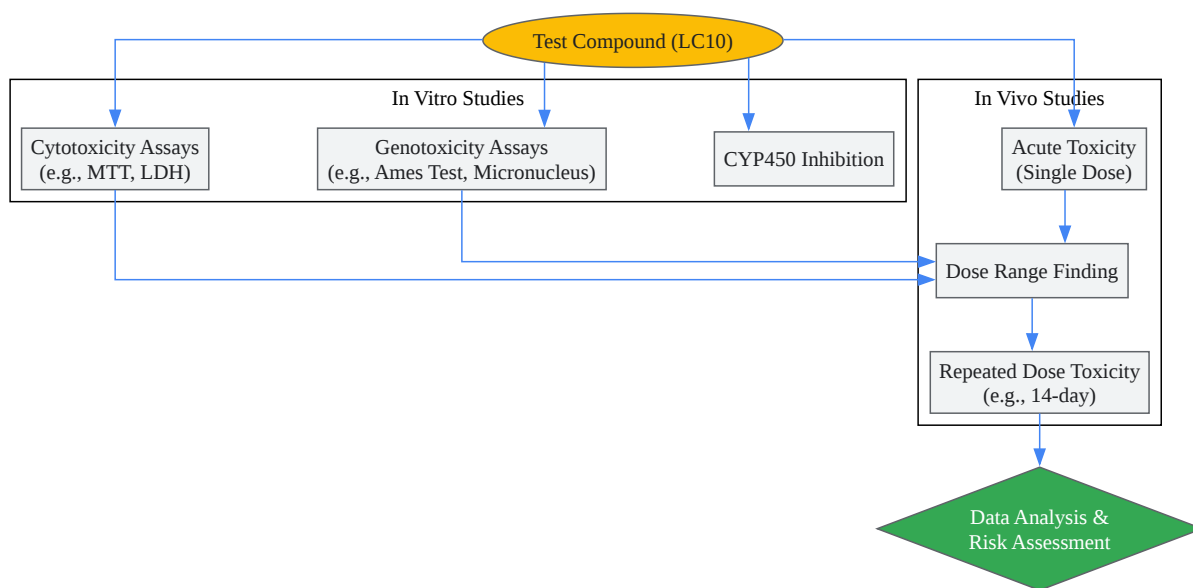 Test Compound (LC10)
In Vitro Studies
In Vivo Studies
Cytotoxicity Assays
(e.g., MTT, LDH)
Genotoxicity Assays
(e.g., Ames Test, Micronucleus)
CYP450 Inhibition
Acute Toxicity
(Single Dose)
Dose Range Finding
Repeated Dose Toxicity
(e.g., 14-day)
Data Analysis &
Risk Assessment